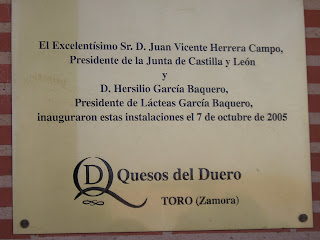 El Excelentísimo Sr. D. Juan Vicente Herrera Campo,
Presidente de la Junta de Castilla y León
y
D. Hersilio García Baquero,
Presidente de Lácteas García Baquero,
inauguraron estas instalaciones el 7 de octubre de 2005
QD Quesos del Duero
TORO (Zamora)